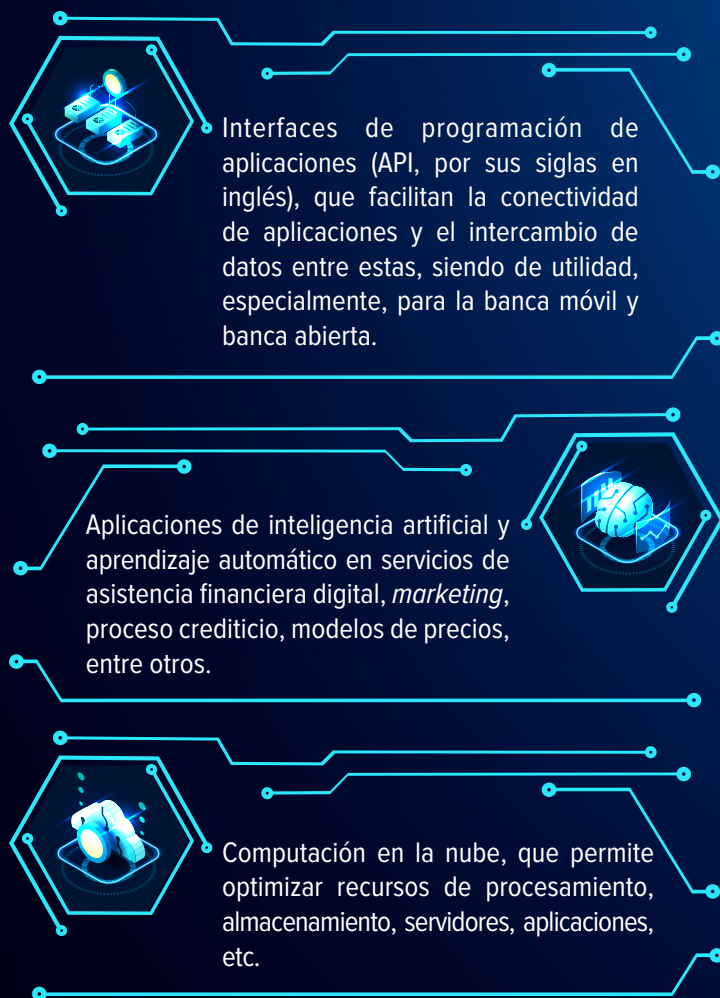 Interfaces de programación de
aplicaciones (API, por sus siglas en
inglés), que facilitan la conectividad
de aplicaciones y el intercambio de
datos entre estas, siendo de utilidad,
especialmente, para la banca móvil y
banca abierta.
Aplicaciones de inteligencia artificial y
aprendizaje automático en servicios de
asistencia financiera digital, marketing,
proceso crediticio, modelos de precios,
entre otros.
Computación en la nube, que permite
optimizar recursos de procesamiento,
almacenamiento, servidores, aplicaciones,
etc.